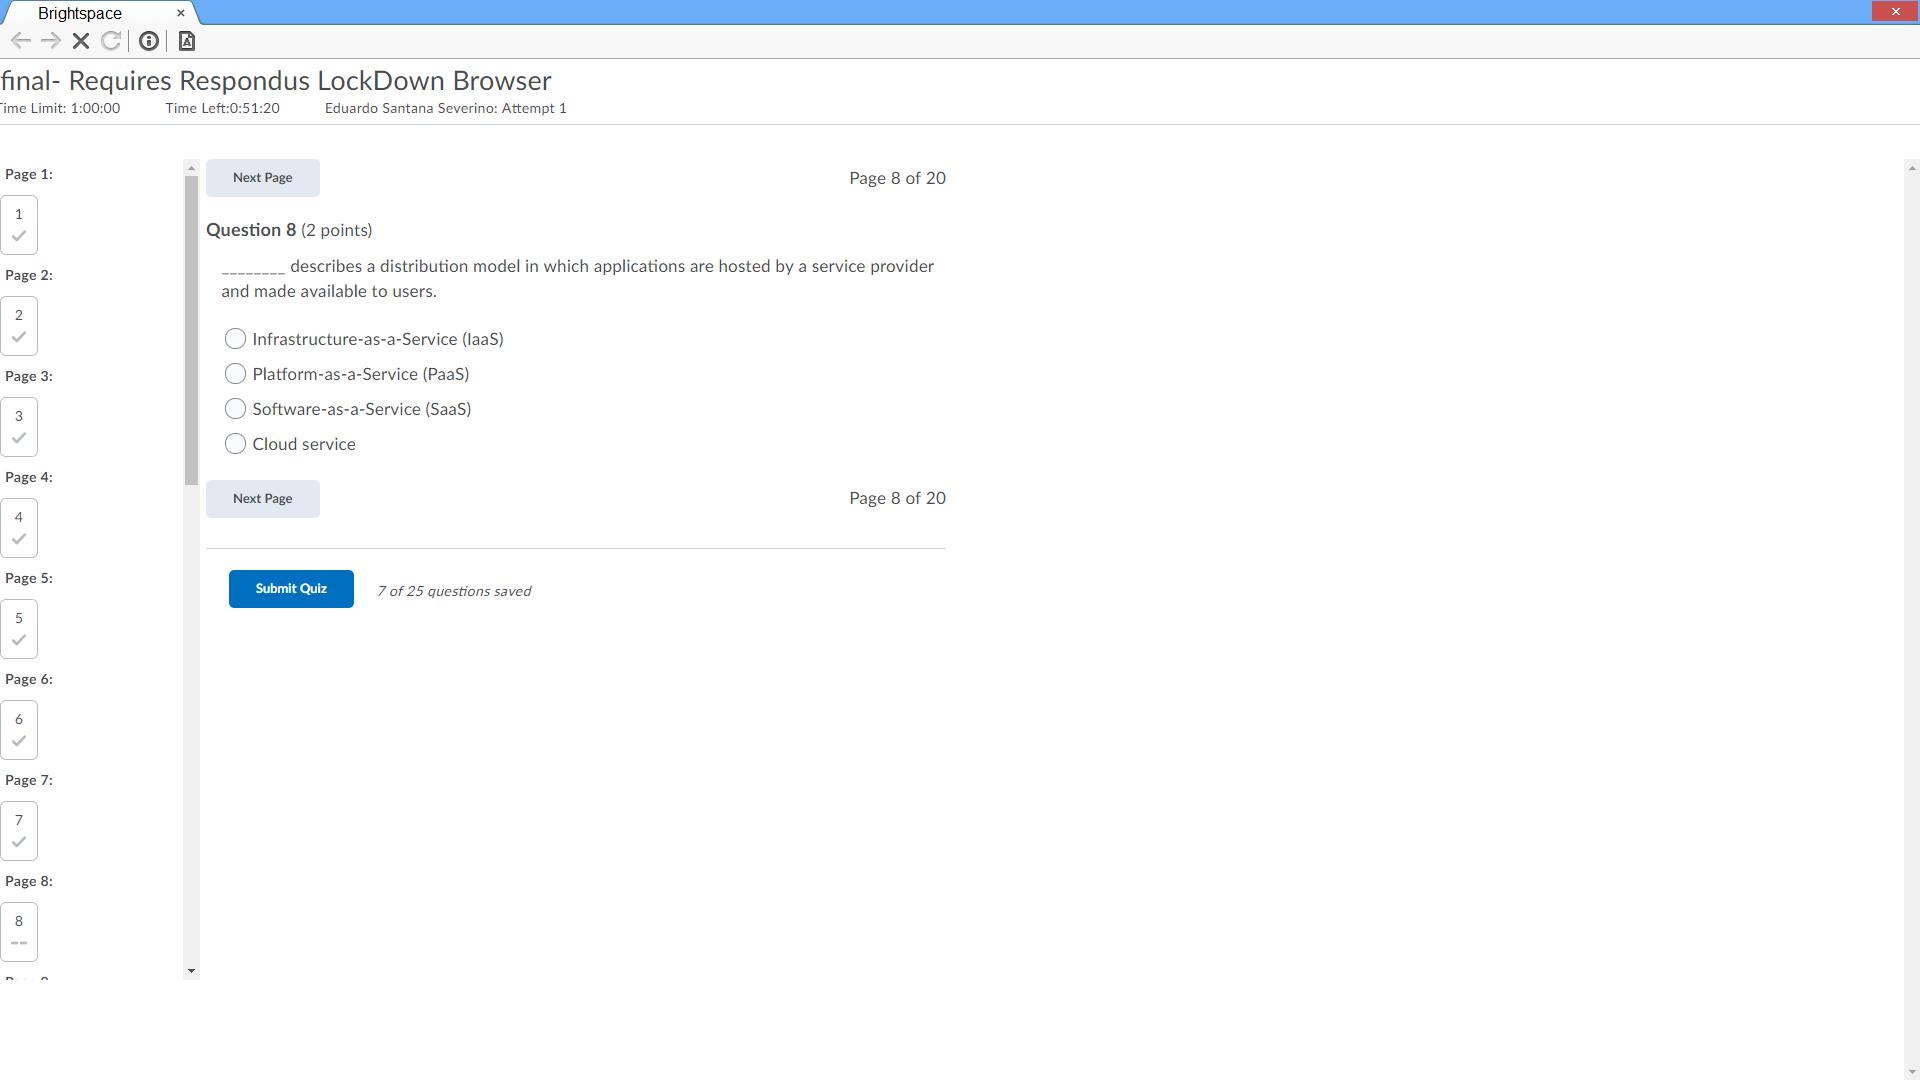 Brightspace
final- Requires Respondus LockDown Browser
Time Limit: 1:00:00 Time Left:0:51:20 Eduardo Santana Severino: Attempt 1
Page 1:
1
Page 2:
2
Page 3:
3
Page 4:
4
Page 5:
5
Page 6:
6
Page 7:
7
Page 8:
8
--
Next Page Page 8 of 20
Question 8 (2 points)
________ describes a distribution model in which applications are hosted by a service provider
and made available to users.
Infrastructure-as-a-Service (IaaS)
Platform-as-a-Service (PaaS)
Software-as-a-Service (SaaS)
Cloud service
Next Page Page 8 of 20
Submit Quiz 7 of 25 questions saved